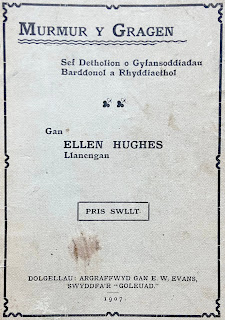 MURMUR Y GRAGEN
Sef Detholion o Gyfansoddiadau
Barddonol a Rhyddiaethol
Gan
ELLEN HUGHES
Llanengan
PRIS SWLLT
DOLGELLAU: ARGRAFFWYD GAN E. W. EVANS,
SWYDDFA'R "GOLEUAD."
1907.